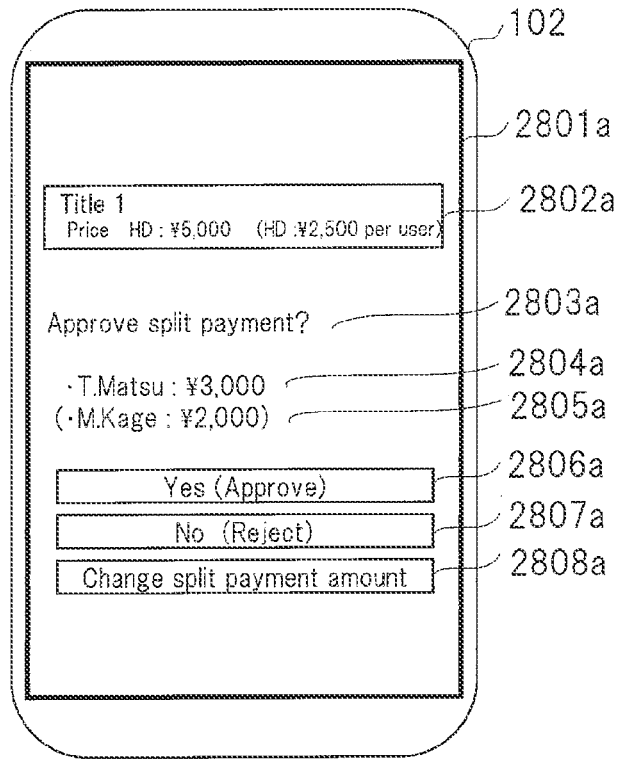 102
2801a
Title 1
2802a
Price HD : ¥5,000 (HD :¥2,500 per user)
2803a
Approve split payment?
2804a
･T.Matsu : ¥3,000
2805a
(･M.Kage : ¥2,000)
2806a
Yes (Approve)
2807a
No (Reject)
2808a
Change split payment amount